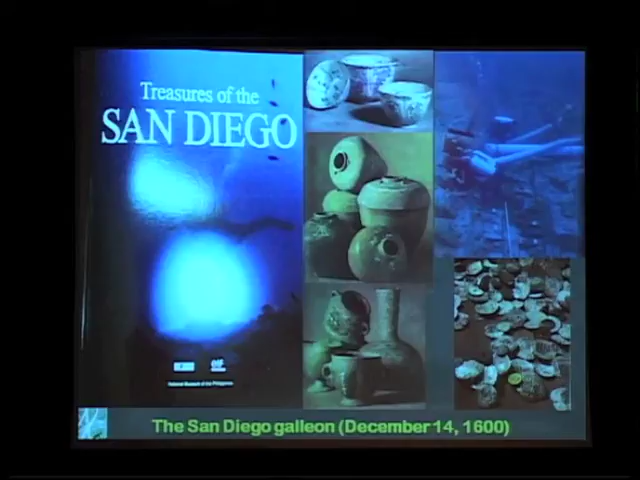 Treasures of the
SAN DIEGO
National Museum of the Philippines
The San Diego galleon (December 14, 1600)